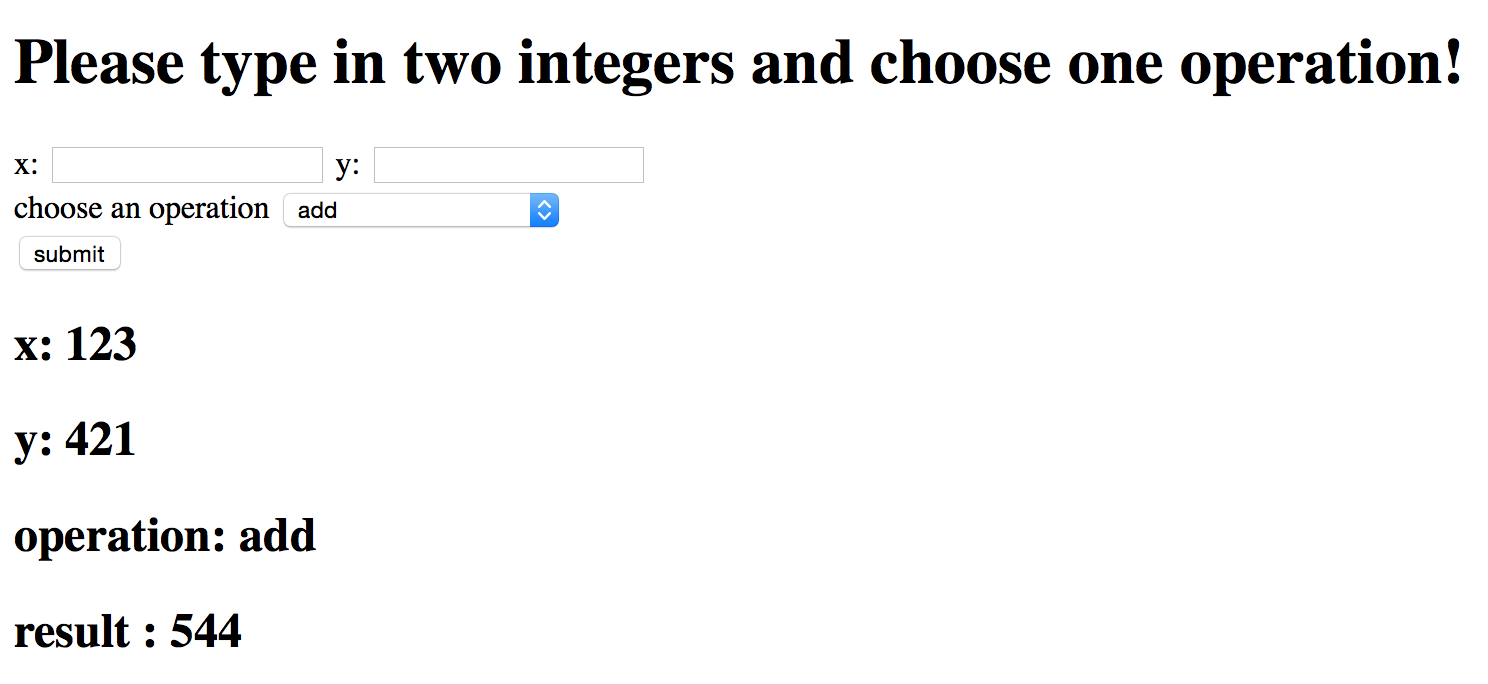 Please type in two integers and choose one operation!
x: y:
choose an operation add
submit
x: 123
y: 421
operation: add
result : 544